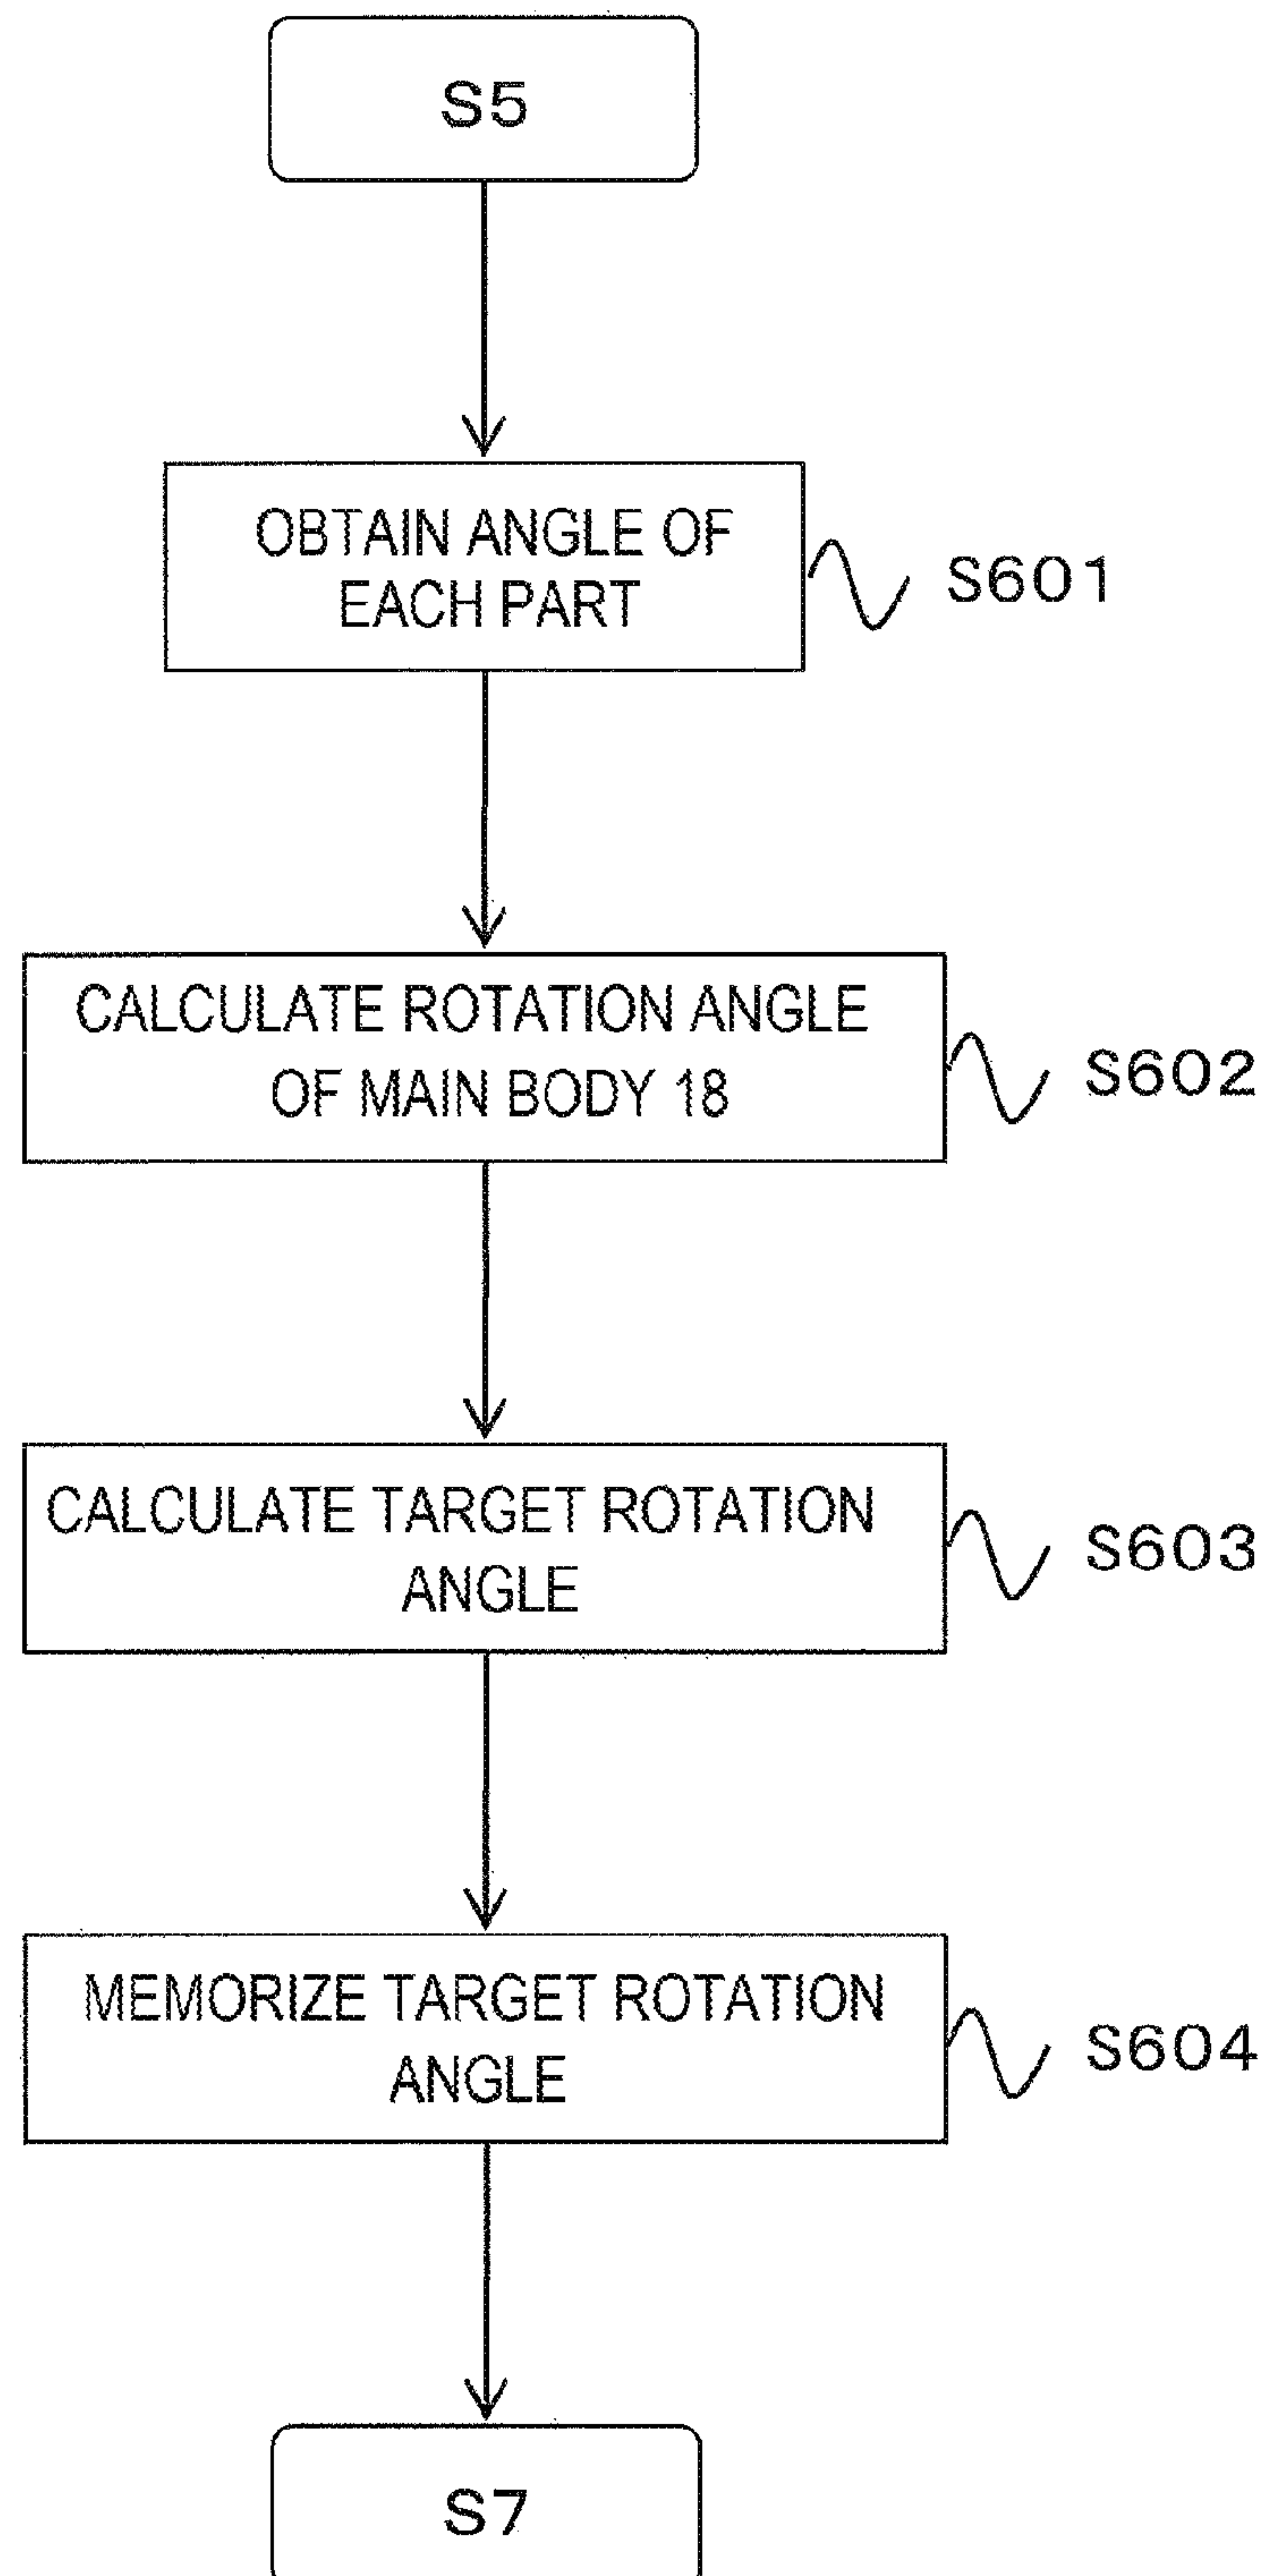 S5
OBTAIN ANGLE OF
EACH PART
S601
CALCULATE ROTATION ANGLE
OF MAIN BODY 18
S602
CALCULATE TARGET ROTATION
ANGLE
S603
MEMORIZE TARGET ROTATION
ANGLE
S604
S7